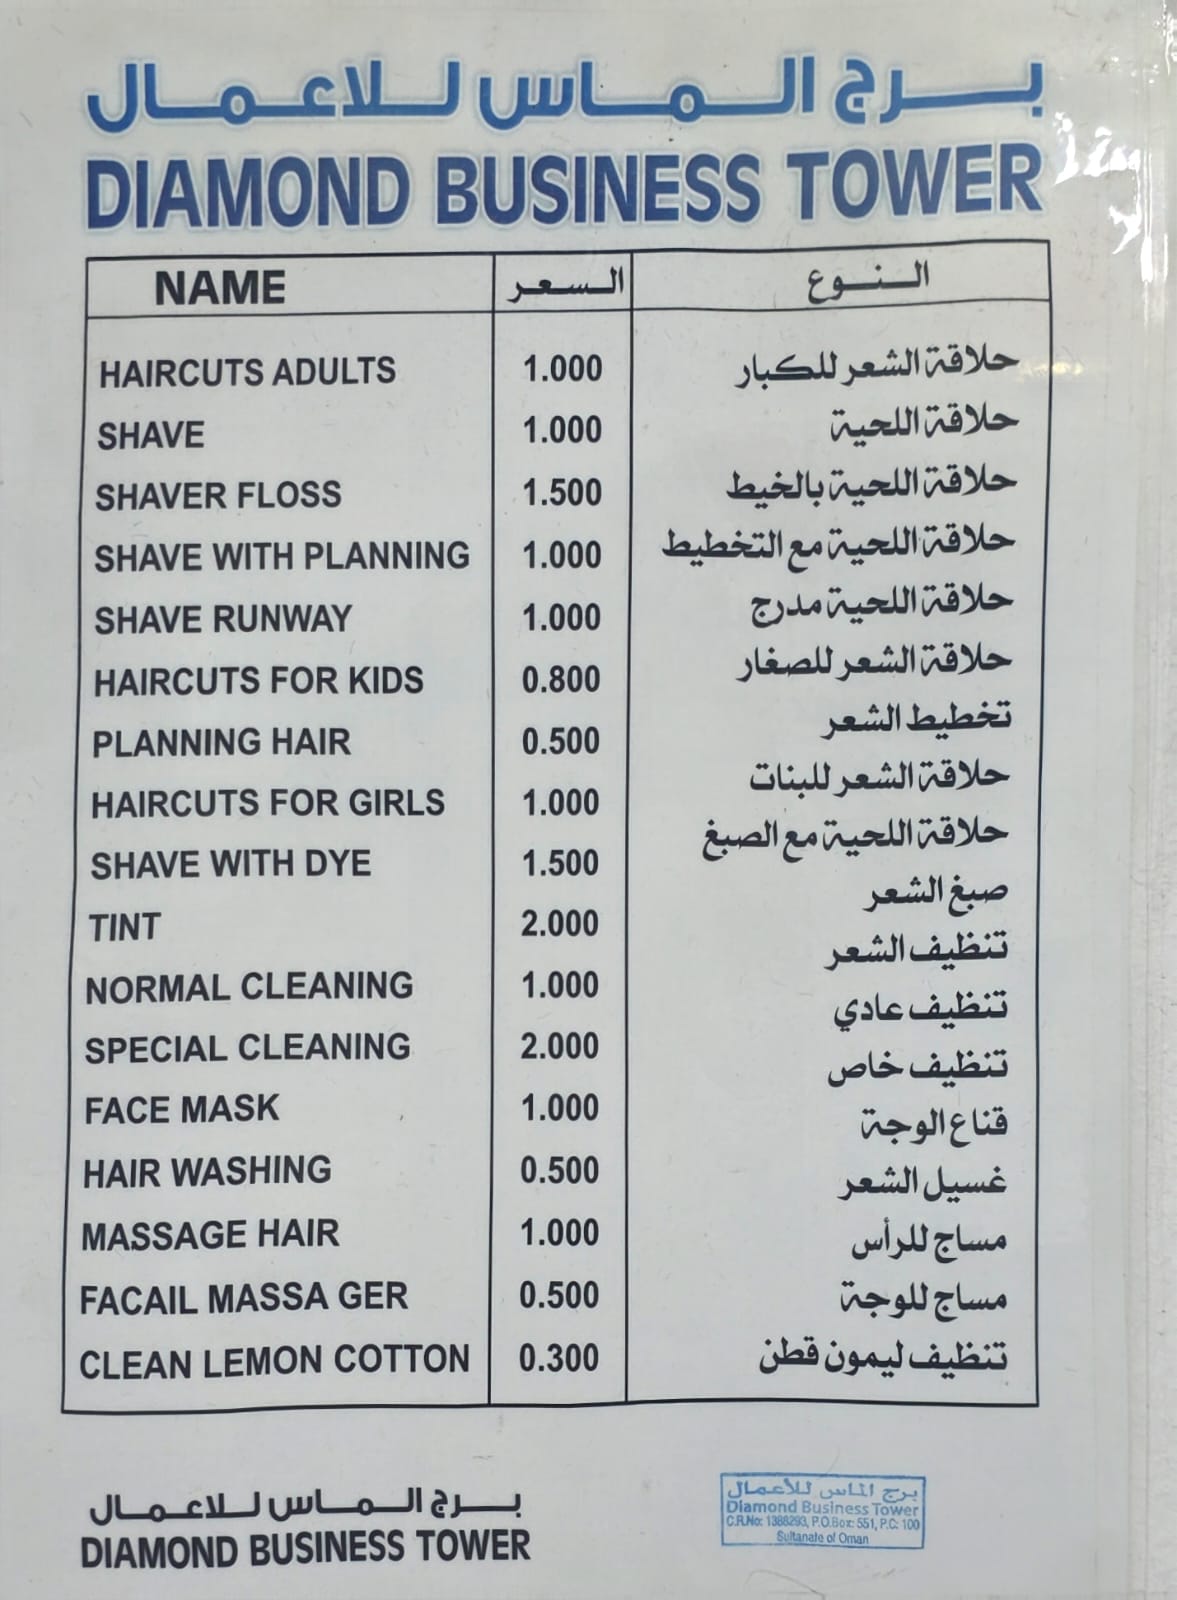 برج الماس للاعمال
DIAMOND BUSINESS TOWER
NAME السعر النوع
HAIRCUTS ADULTS 1.000 حلاقة الشعر للكبار
SHAVE 1.000 حلاقة اللحية
SHAVER FLOSS 1.500 حلاقة اللحية بالخيط
SHAVE WITH PLANNING 1.000 حلاقة اللحية مع التخطيط
SHAVE RUNWAY 1.000 حلاقة اللحية مدرج
HAIRCUTS FOR KIDS 0.800 حلاقة الشعر للصغار
PLANNING HAIR 0.500 تخطيط الشعر
HAIRCUTS FOR GIRLS 1.000 حلاقة الشعر للبنات
SHAVE WITH DYE 1.500 حلاقة اللحية مع الصبغ
TINT 2.000 صبغ الشعر
تنظيف الشعر
NORMAL CLEANING 1.000 تنظيف عادي
SPECIAL CLEANING 2.000 تنظيف خاص
FACE MASK 1.000 قناع الوجة
HAIR WASHING 0.500 غسيل الشعر
MASSAGE HAIR 1.000 مساج للرأس
FACAIL MASSA GER 0.500 مساج للوجة
CLEAN LEMON COTTON 0.300 تنظيف ليمون قطن
برج الماس للاعمال
DIAMOND BUSINESS TOWER
برج الماس للأعمال
Diamond Business Tower
C.R.No: 1388293, P.O.Box: 551, P.C: 100
Sultanate of Oman